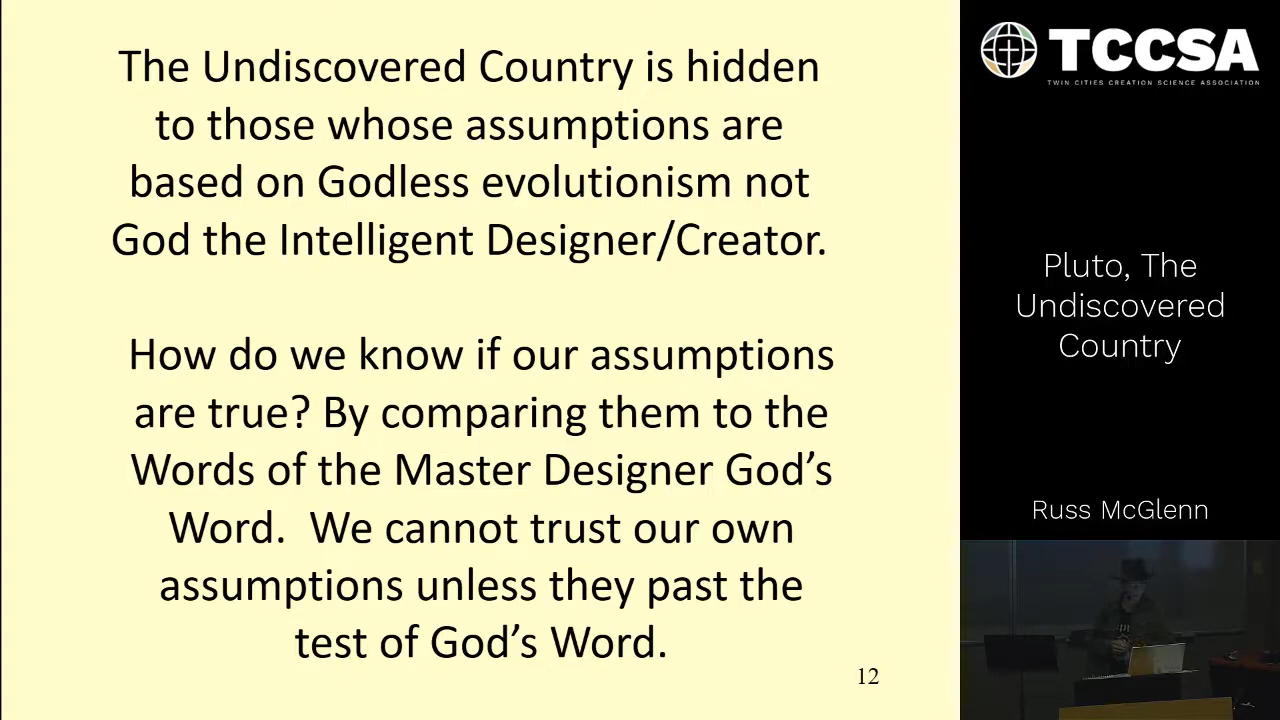 The Undiscovered Country is hidden
to those whose assumptions are
based on Godless evolutionism not
God the Intelligent Designer/Creator.
How do we know if our assumptions
are true? By comparing them to the
Words of the Master Designer God's
Word.  We cannot trust our own
assumptions unless they past the
test of God's Word.
12
TCCSA
TWIN CITIES CREATION SCIENCE ASSOCIATION
Pluto, The
Undiscovered
Country
Russ McGlenn